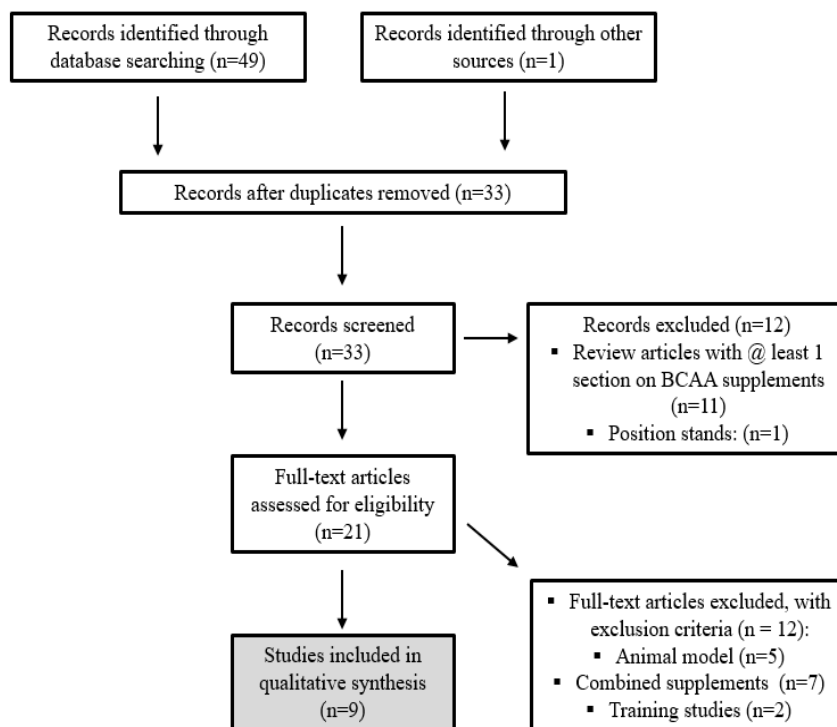 Records identified through
database searching (n=49)
Records identified through other
sources (n=1)
Records after duplicates removed (n=33)
Records screened
(n=33)
Records excluded (n=12)
▪ Review articles with @ least 1
section on BCAA supplements
(n=11)
▪ Position stands: (n=1)
Full-text articles
assessed for eligibility
(n=21)
▪ Full-text articles excluded, with
exclusion criteria (n = 12):
▪ Animal model (n=5)
▪ Combined supplements (n=7)
▪ Training studies (n=2)
Studies included in
qualitative synthesis
(n=9)